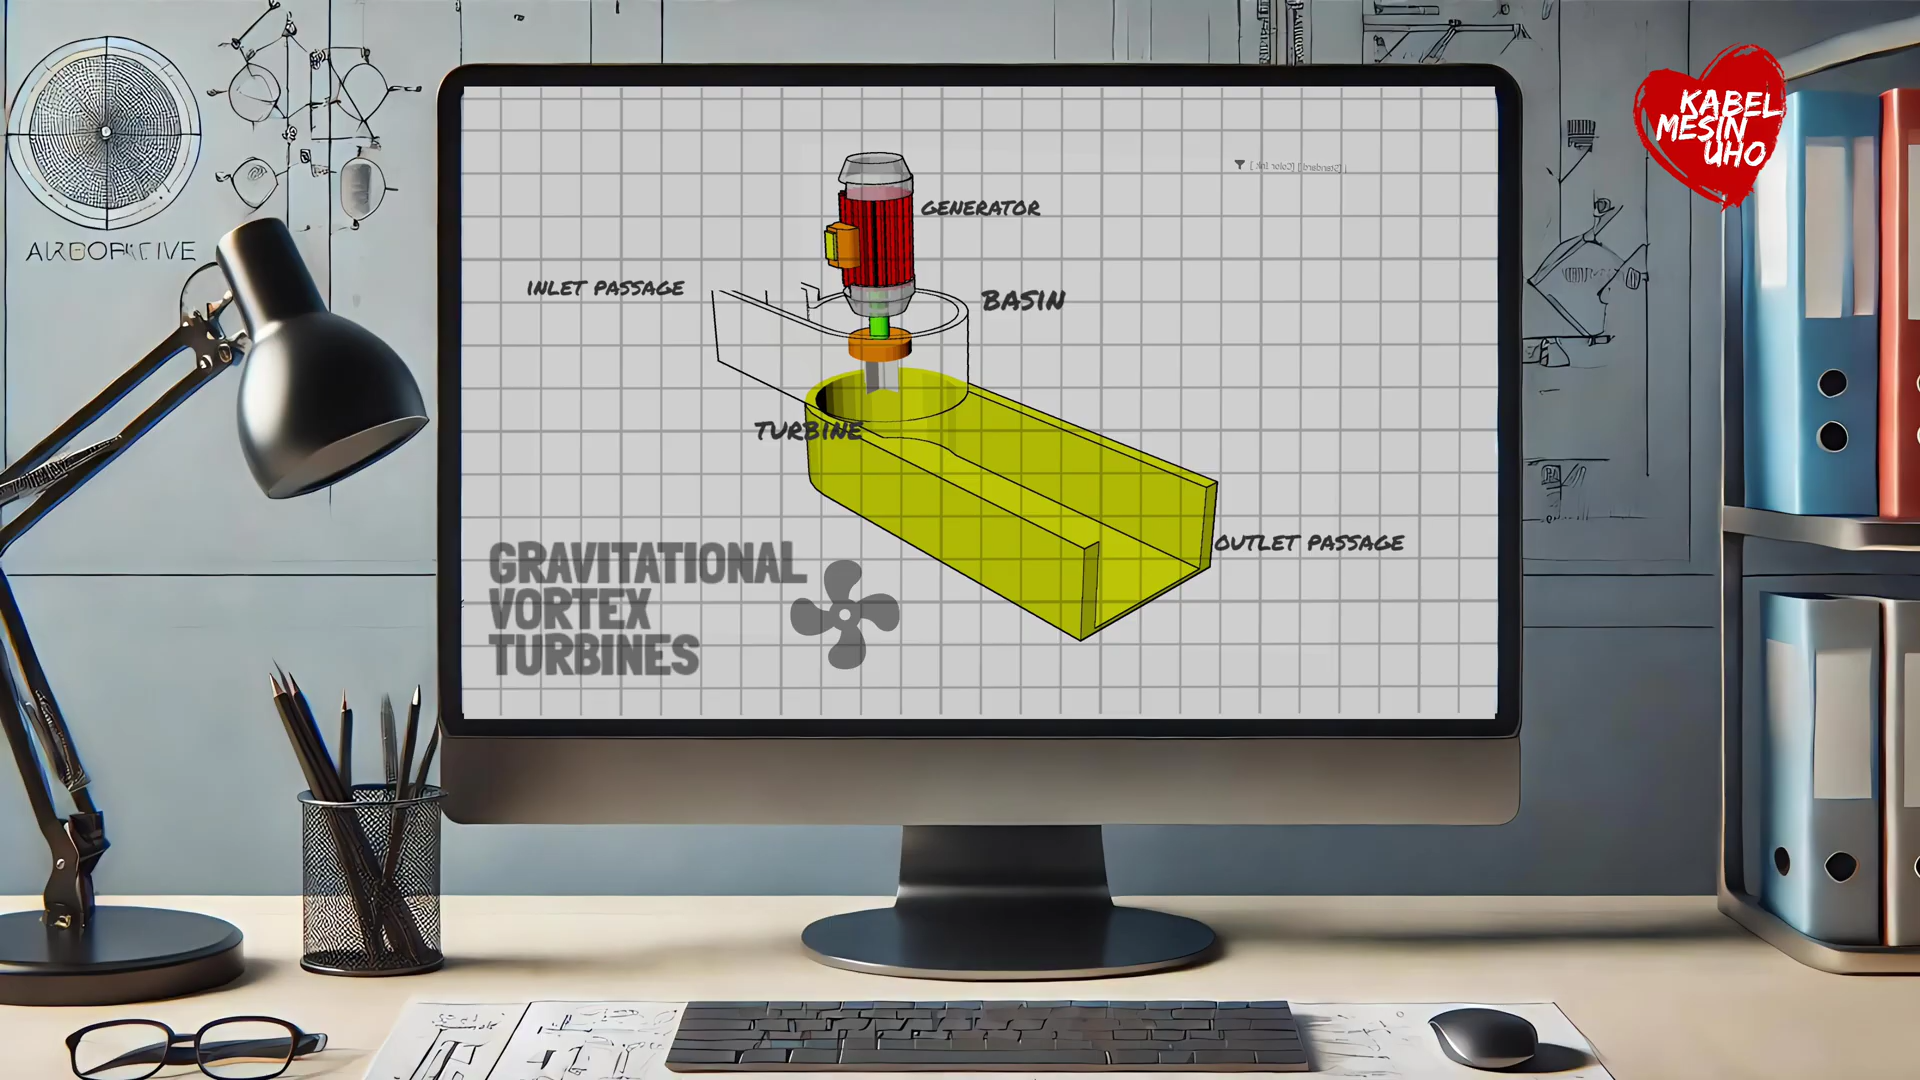 KABEL
MESIN
UHO
GENERATOR
INLET PASSAGE
BASIN
TURBINE
OUTLET PASSAGE
GRAVITATIONAL
VORTEX
TURBINES